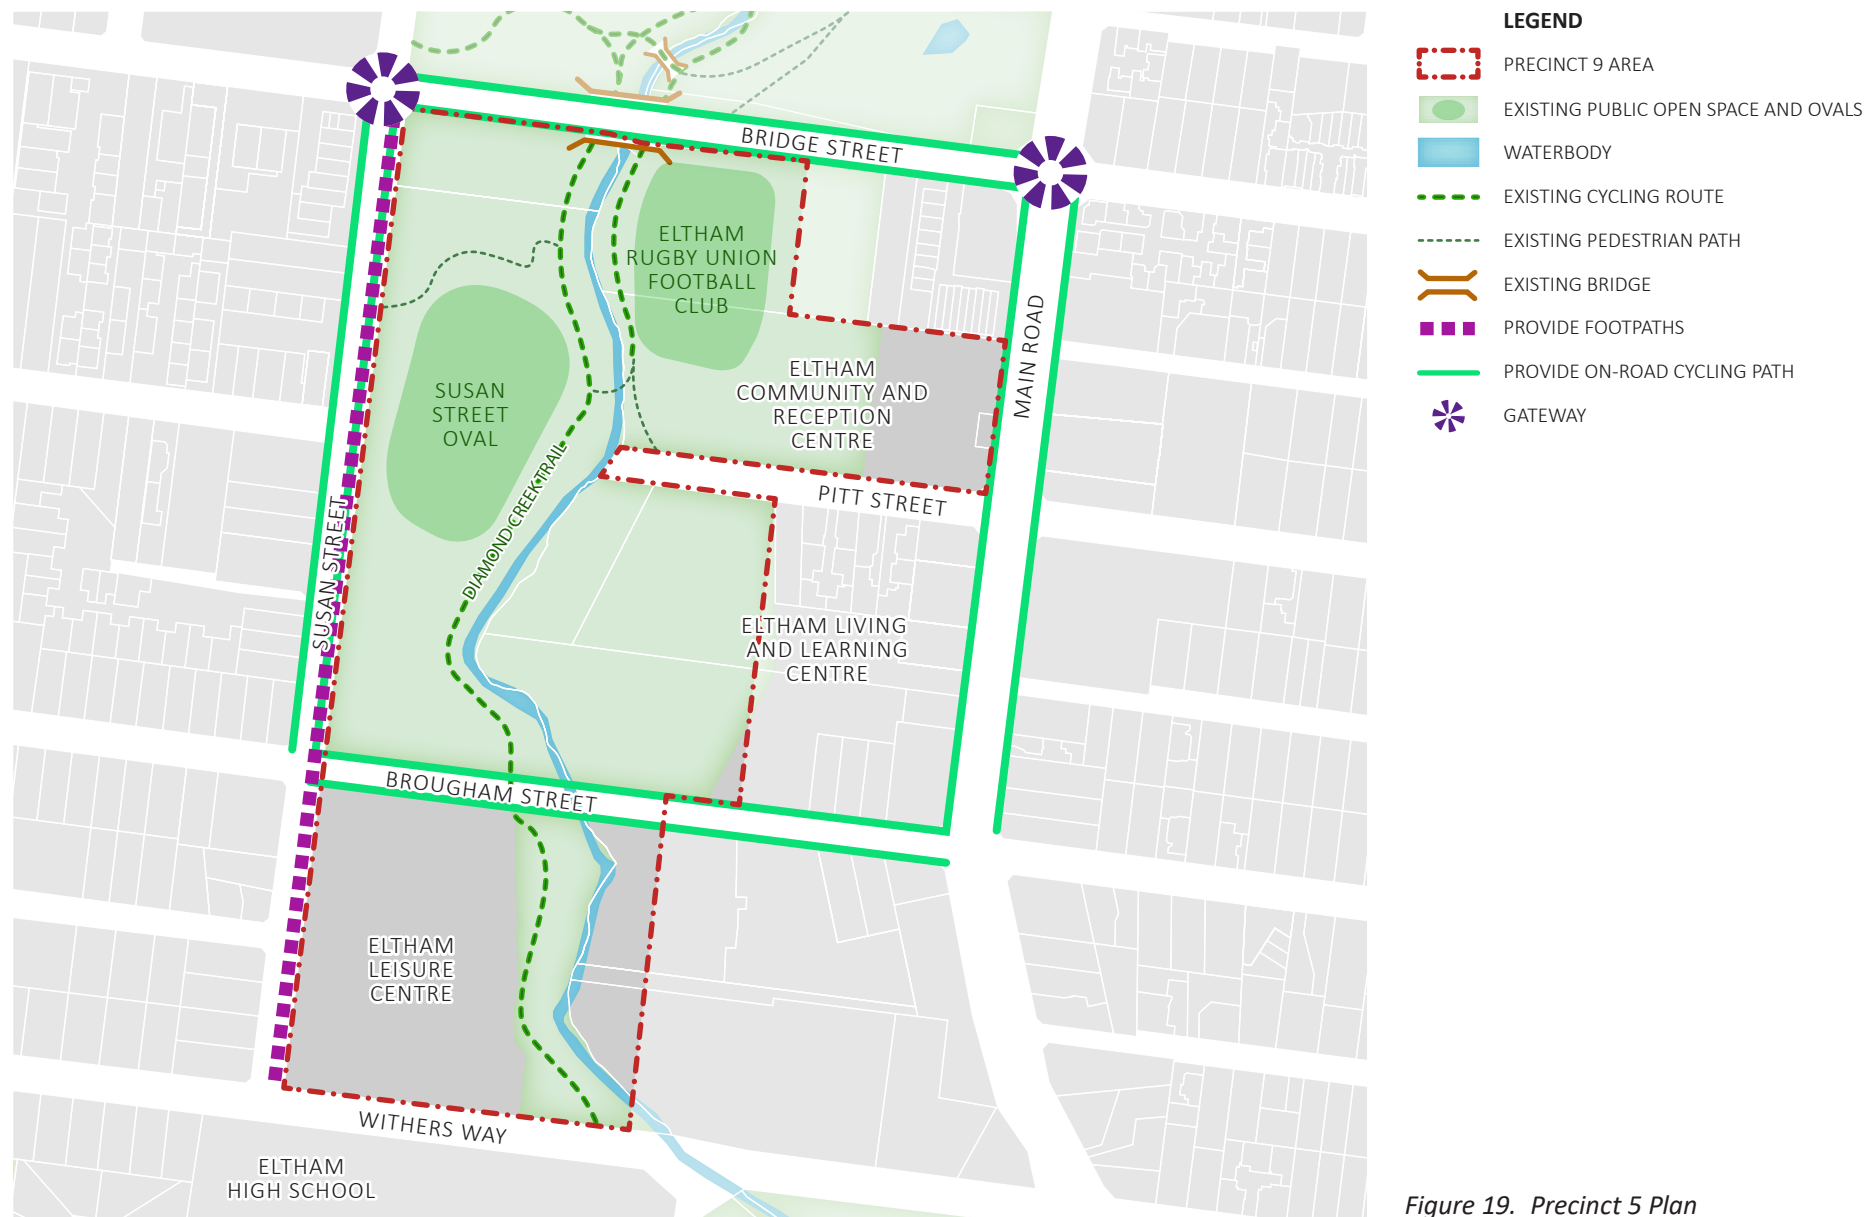 LEGEND
PRECINCT 9 AREA
EXISTING PUBLIC OPEN SPACE AND OVALS
WATERBODY
EXISTING CYCLING ROUTE
EXISTING PEDESTRIAN PATH
EXISTING BRIDGE
PROVIDE FOOTPATHS
PROVIDE ON-ROAD CYCLING PATH
GATEWAY
BRIDGE STREET
ELTHAM
RUGBY UNION
FOOTBALL
CLUB
MAIN ROAD
ELTHAM
COMMUNITY AND
RECEPTION
CENTRE
SUSAN
STREET
OVAL
DIAMOND CREEK TRAIL
PITT STREET
SUSAN STREET
ELTHAM LIVING
AND LEARNING
CENTRE
BROUGHAM STREET
ELTHAM
LEISURE
CENTRE
WITHERS WAY
ELTHAM
HIGH SCHOOL
Figure 19. Precinct 5 Plan